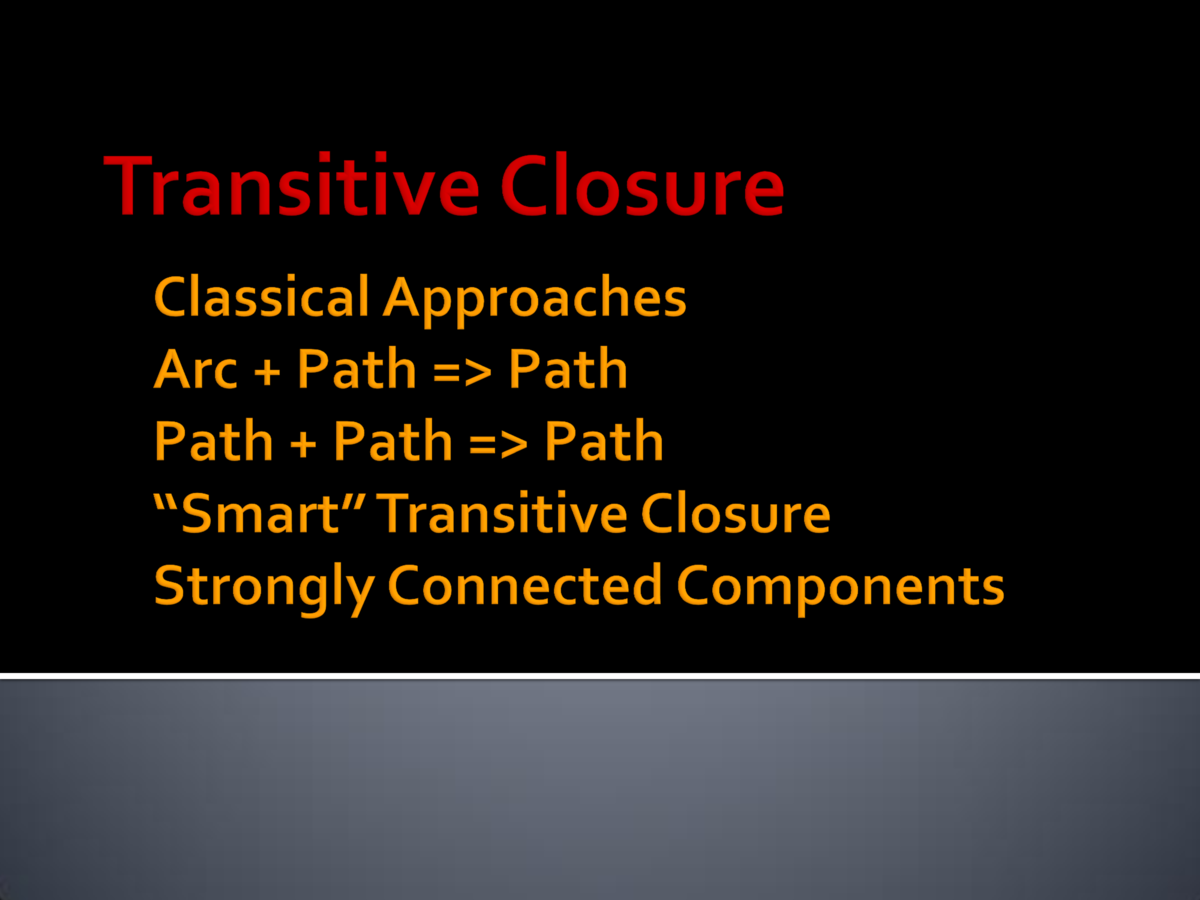 Transitive Closure
Classical Approaches
Arc + Path => Path
Path + Path => Path
“Smart” Transitive Closure
Strongly Connected Components